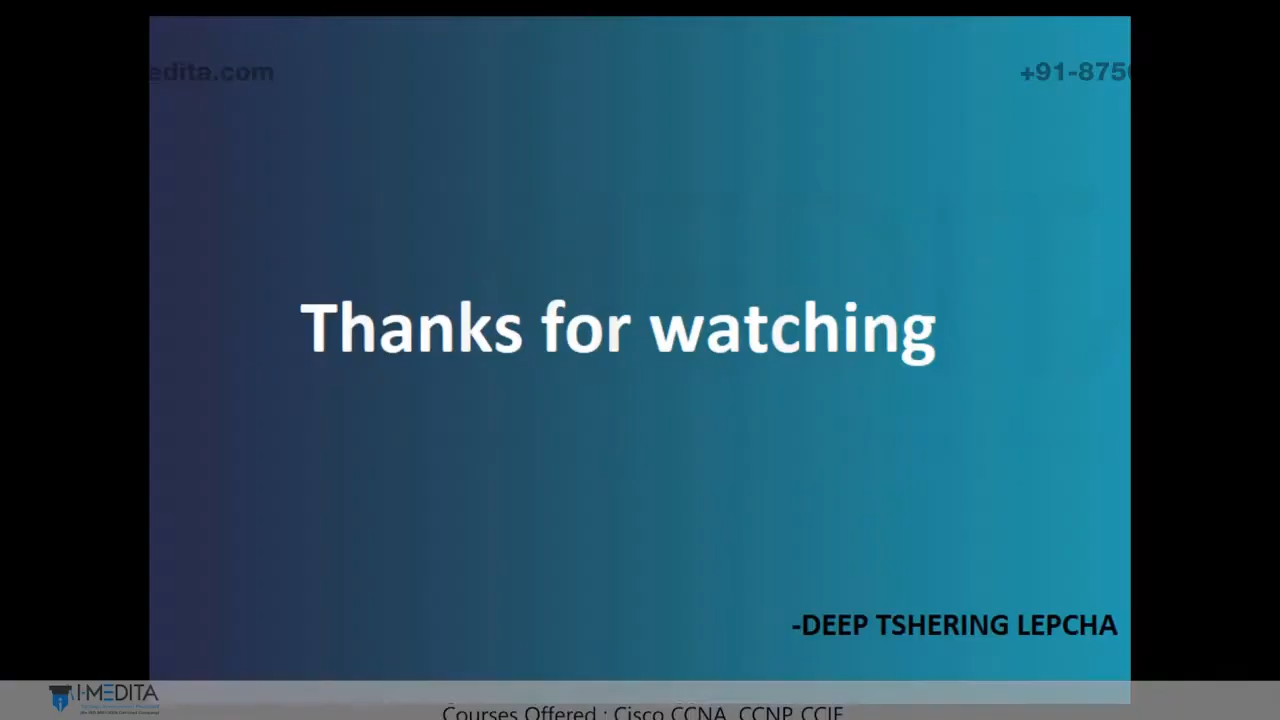 edita.com
+91-875
Thanks for watching
-DEEP TSHERING LEPCHA
I-MEDITA
Courses Offered : Cisco CCNA, CCNP, CCIE